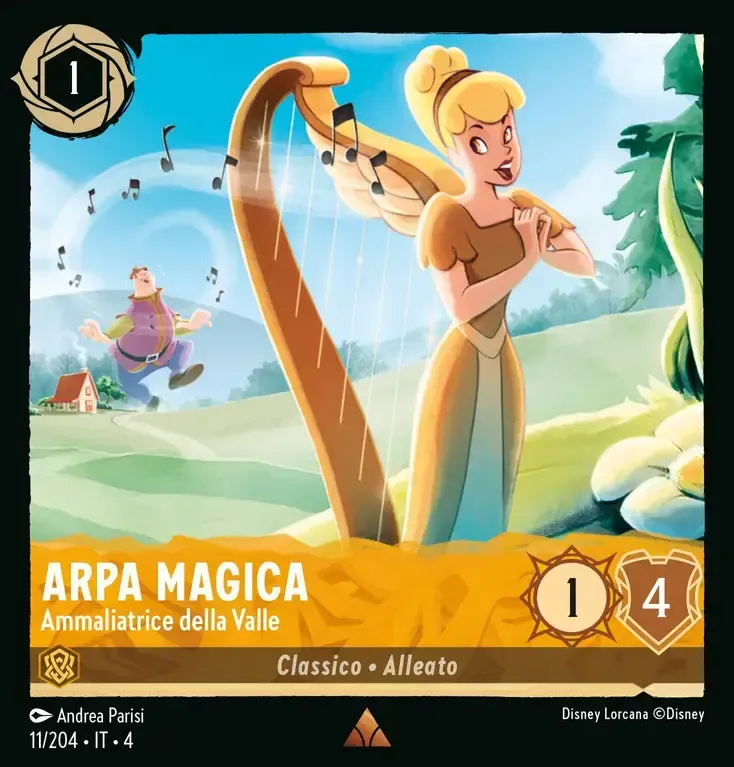 1
ARPA MAGICA
Ammaliatrice della Valle
1
4
Classico • Alleato
Andrea Parisi
Disney Lorcana ©Disney
11/204 • IT • 4